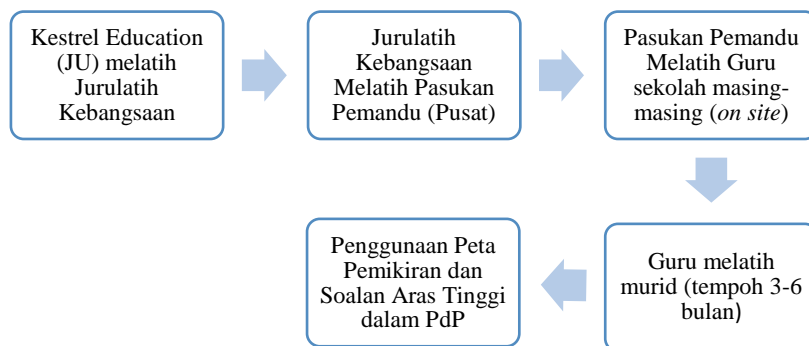 Kestrel Education
(JU) melatih
Jurulatih
Kebangsaan
Jurulatih
Kebangsaan
Melatih Pasukan
Pemandu (Pusat)
Pasukan Pemandu
Melatih Guru
sekolah masing-
masing (on site)
Guru melatih
murid (tempoh 3-6
bulan)
Penggunaan Peta
Pemikiran dan
Soalan Aras Tinggi
dalam PdP